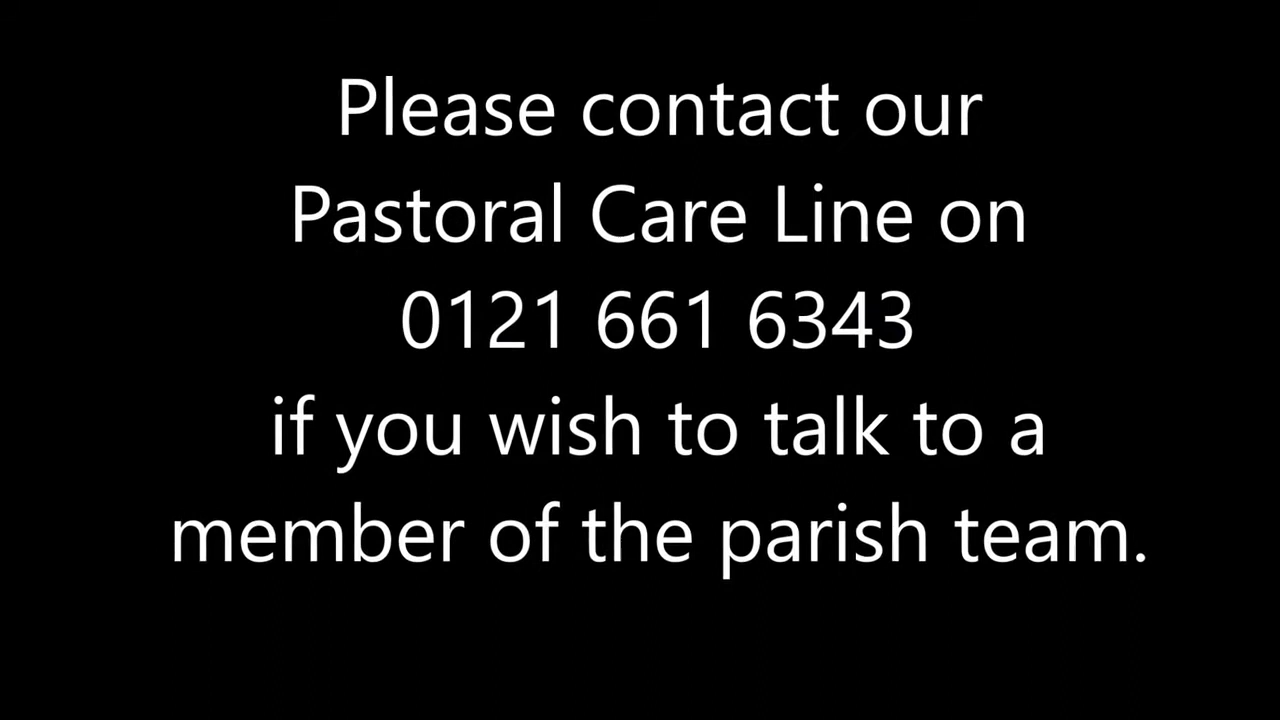 Please contact our
Pastoral Care Line on
0121 661 6343
if you wish to talk to a
member of the parish team.